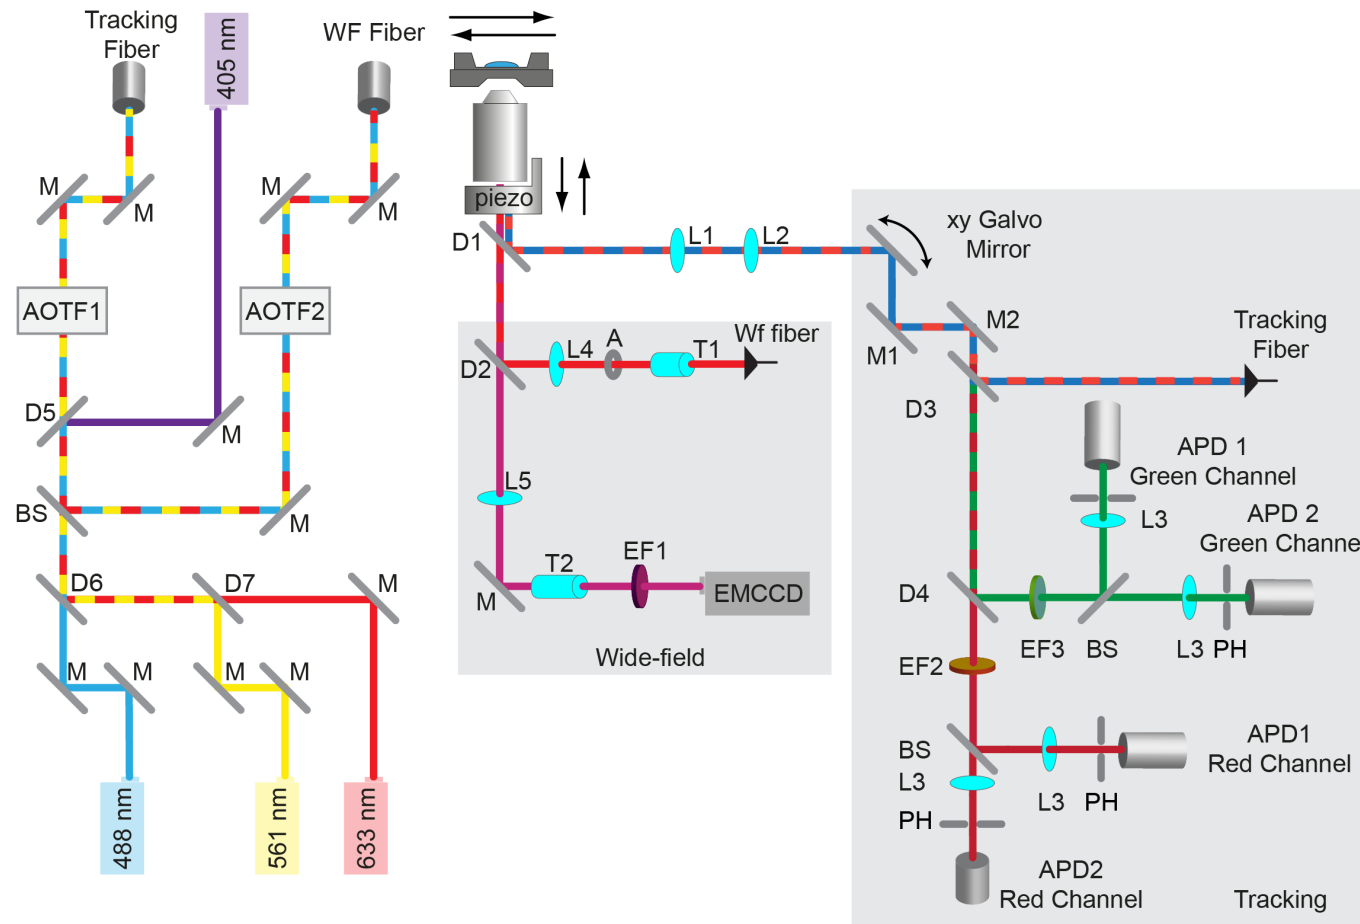 Tracking
Fiber
405 nm
WF Fiber
M
M
M
M
AOTF1
AOTF2
D5
M
BS
M
D6
D7
M
M
M
M
M
488 nm
561 nm
633 nm
piezo
D1
L1
L2
xy Galvo
Mirror
M1
M2
Tracking
Fiber
D3
D2
L4
A
T1
Wf fiber
L5
M
T2
EF1
EMCCD
Wide-field
APD 1
Green Channel
L3
APD 2
Green Channel
D4
EF3
BS
L3
PH
EF2
BS
L3
PH
L3
PH
APD1
Red Channel
APD2
Red Channel
Tracking